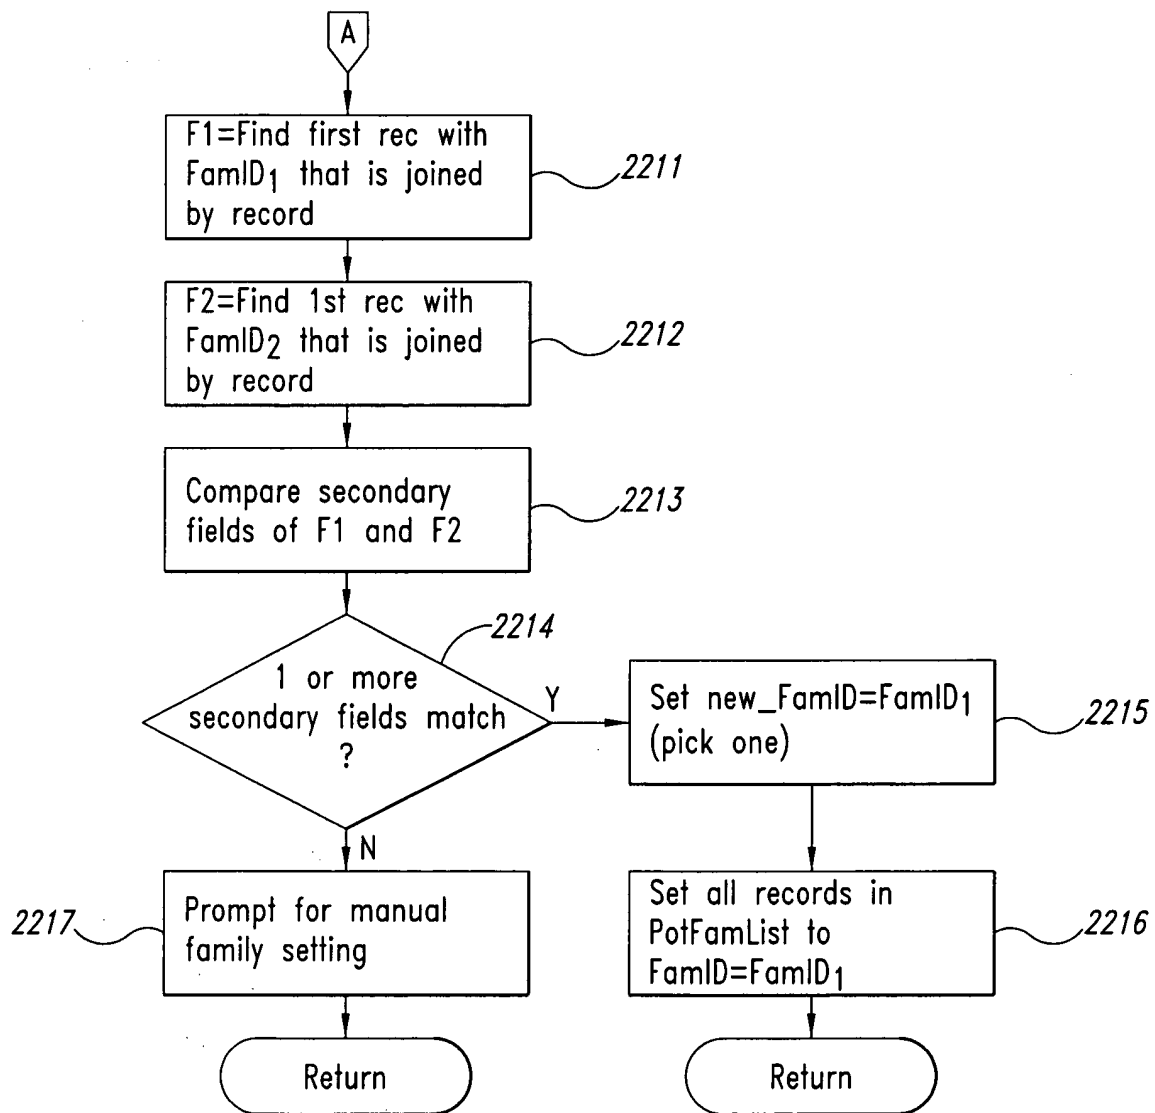 A
F1=Find first rec with
FamID1 that is joined
by record
2211
F2=Find 1st rec with
FamID2 that is joined
by record
2212
Compare secondary
fields of F1 and F2
2213
2214
1 or more
secondary fields match
?
Y
Set new_FamID=FamID1
(pick one)
2215
N
Prompt for manual
family setting
2217
Set all records in
PotFamList to
FamID=FamID1
2216
Return
Return